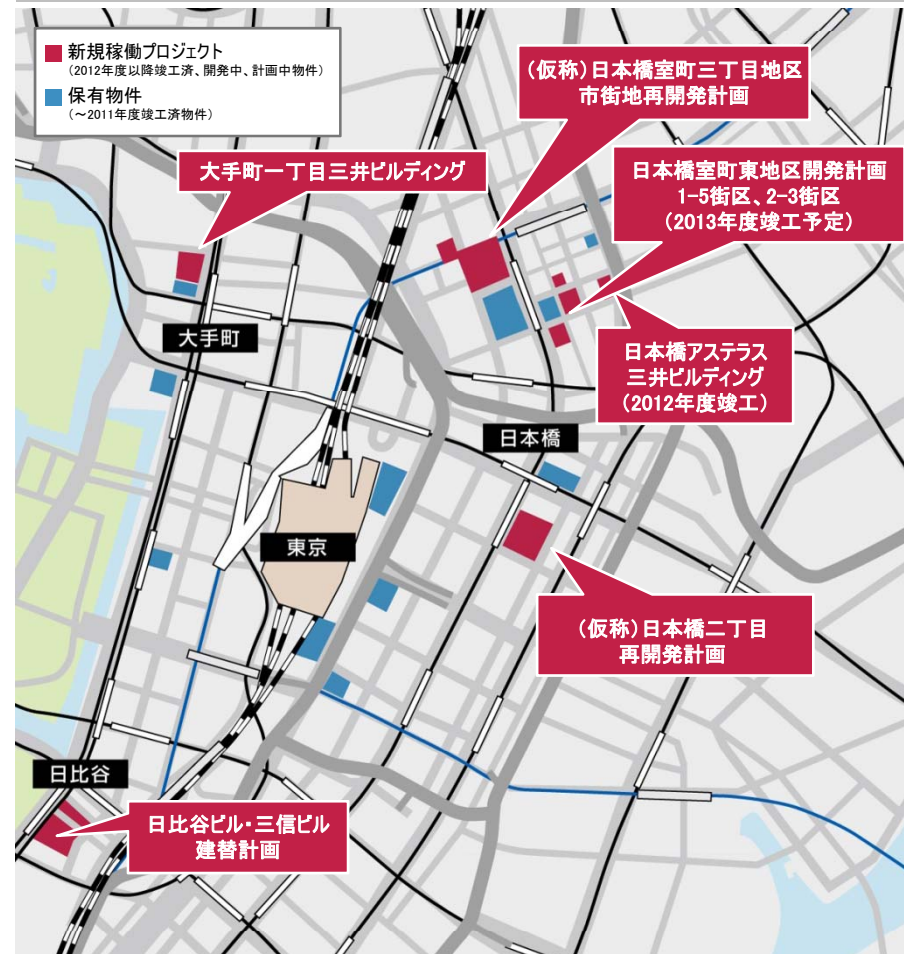 新規稼働プロジェクト
(2012年度以降竣工済、開発中、計画中物件)
保有物件
(~2011年度竣工済物件)
(仮称)日本橋室町三丁目地区
市街地再開発計画
大手町一丁目三井ビルディング
日本橋室町東地区開発計画
1-5街区、2-3街区
(2013年度竣工予定)
大手町
日本橋アステラス
三井ビルディング
(2012年度竣工)
日本橋
東京
(仮称)日本橋二丁目
再開発計画
日比谷
日比谷ビル・三信ビル
建替計画